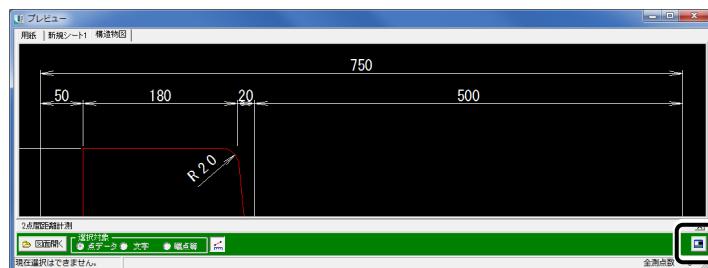 プレビュー
用紙 新規シート1 構造物図
750
50 180 20 500
R20
2点間距離計測
図面開く 選択対象 点データ 文字 端点等
現在選択はできません。 全測点数